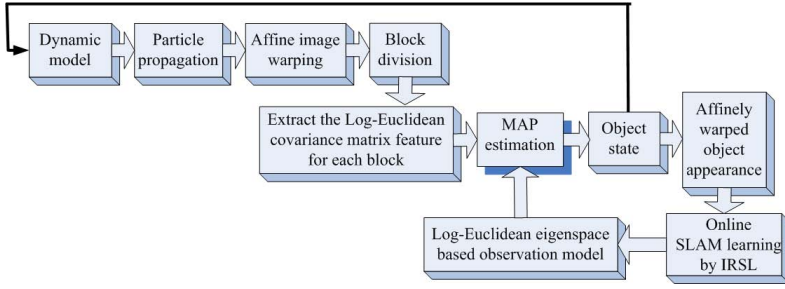 Dynamic
model
Particle
propagation
Affine image
warping
Block
division
Extract the Log-Euclidean
covariance matrix feature
for each block
MAP
estimation
Object
state
Affinely
warped
object
appearance
Online
SLAM learning
by IRSL
Log-Euclidean eigenspace
based observation model